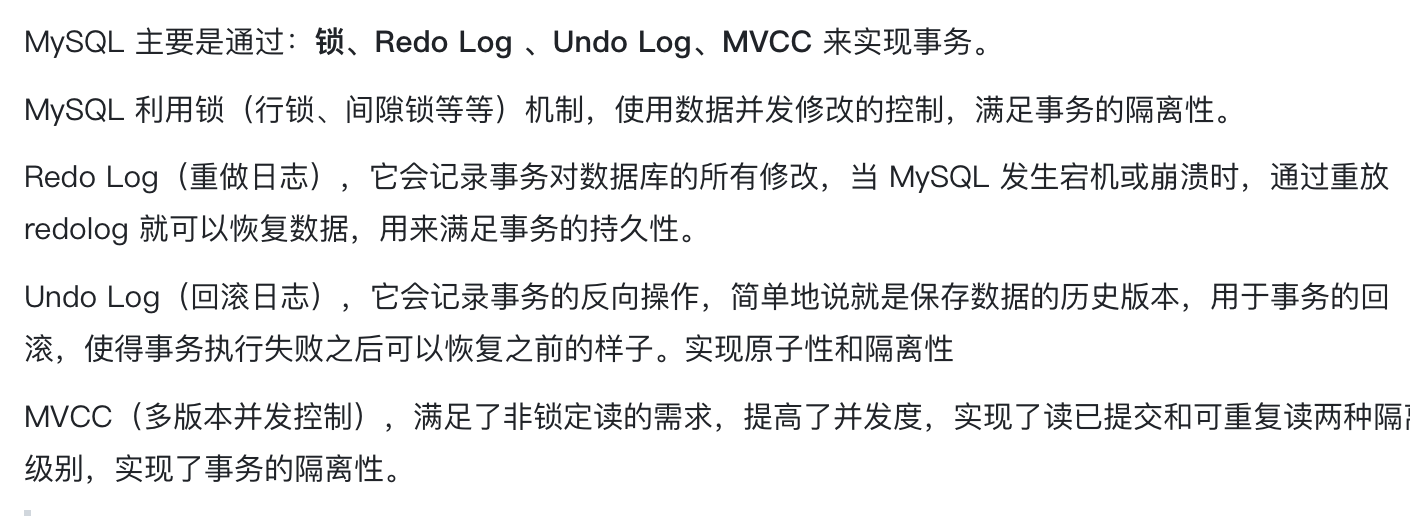 MySQL 主要是通过：锁、Redo Log 、Undo Log、MVCC 来实现事务。
MySQL 利用锁（行锁、间隙锁等等）机制，使用数据并发修改的控制，满足事务的隔离性。
Redo Log（重做日志），它会记录事务对数据库的所有修改，当 MySQL 发生宕机或崩溃时，通过重放
redolog 就可以恢复数据，用来满足事务的持久性。
Undo Log（回滚日志），它会记录事务的反向操作，简单地说就是保存数据的历史版本，用于事务的回
滚，使得事务执行失败之后可以恢复之前的样子。实现原子性和隔离性
MVCC（多版本并发控制），满足了非锁定读的需求，提高了并发度，实现了读已提交和可重复读两种隔离
级别，实现了事务的隔离性。